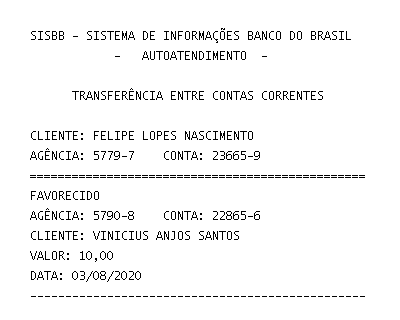 SISBB - SISTEMA DE INFORMAÇÕES BANCO DO BRASIL
- AUTOATENDIMENTO -
TRANSFERÊNCIA ENTRE CONTAS CORRENTES
CLIENTE: FELIPE LOPES NASCIMENTO
AGÊNCIA: 5779-7 CONTA: 23665-9
================================================
FAVORECIDO
AGÊNCIA: 5790-8 CONTA: 22865-6
CLIENTE: VINICIUS ANJOS SANTOS
VALOR: 10,00
DATA: 03/08/2020
------------------------------------------------